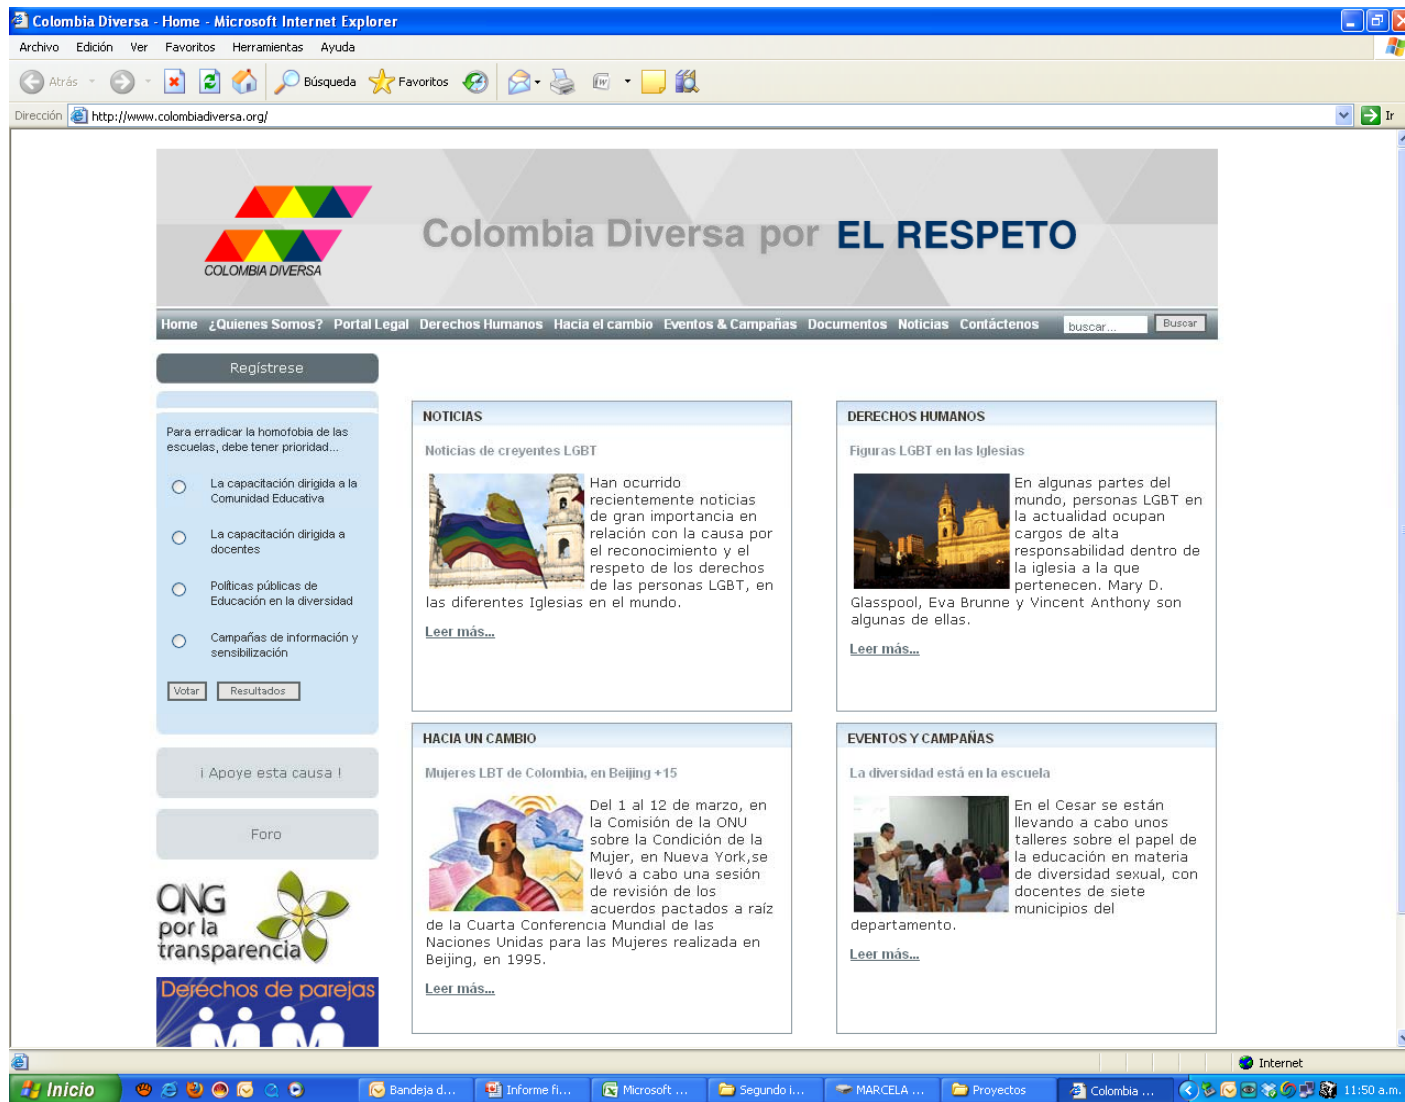 Colombia Diversa - Home - Microsoft Internet Explorer
Archivo Edición Ver Favoritos Herramientas Ayuda
Atrás Búsqueda Favoritos
Dirección http://www.colombiadiversa.org/ Ir
COLOMBIA DIVERSA
Colombia Diversa por EL RESPETO
Home ¿Quienes Somos? Portal Legal Derechos Humanos Hacia el cambio Eventos & Campañas Documentos Noticias Contáctenos buscar... Buscar
Regístrese
Para erradicar la homofobia de las
escuelas, debe tener prioridad...
La capacitación dirigida a la
Comunidad Educativa
La capacitación dirigida a
docentes
Políticas públicas de
Educación en la diversidad
Campañas de información y
sensibilización
Votar Resultados
¡ Apoye esta causa !
Foro
ONG
por la
transparencia
Derechos de parejas
NOTICIAS
Noticias de creyentes LGBT
Han ocurrido
recientemente noticias
de gran importancia en
relación con la causa por
el reconocimiento y el
respeto de los derechos
de las personas LGBT, en
las diferentes Iglesias en el mundo.
Leer más...
DERECHOS HUMANOS
Figuras LGBT en las Iglesias
En algunas partes del
mundo, personas LGBT en
la actualidad ocupan
cargos de alta
responsabilidad dentro de
la iglesia a la que
pertenecen. Mary D.
Glasspool, Eva Brunne y Vincent Anthony son
algunas de ellas.
Leer más...
HACIA UN CAMBIO
Mujeres LBT de Colombia, en Beijing +15
Del 1 al 12 de marzo, en
la Comisión de la ONU
sobre la Condición de la
Mujer, en Nueva York,se
llevó a cabo una sesión
de revisión de los
acuerdos pactados a raíz
de la Cuarta Conferencia Mundial de las
Naciones Unidas para las Mujeres realizada en
Beijing, en 1995.
Leer más...
EVENTOS Y CAMPAÑAS
La diversidad está en la escuela
En el Cesar se están
llevando a cabo unos
talleres sobre el papel de
la educación en materia
de diversidad sexual, con
docentes de siete
municipios del
departamento.
Leer más...
Internet
Inicio Bandeja d... Informe fi... Microsoft ... Segundo i... MARCELA ... Proyectos Colombia ... 11:50 a.m.